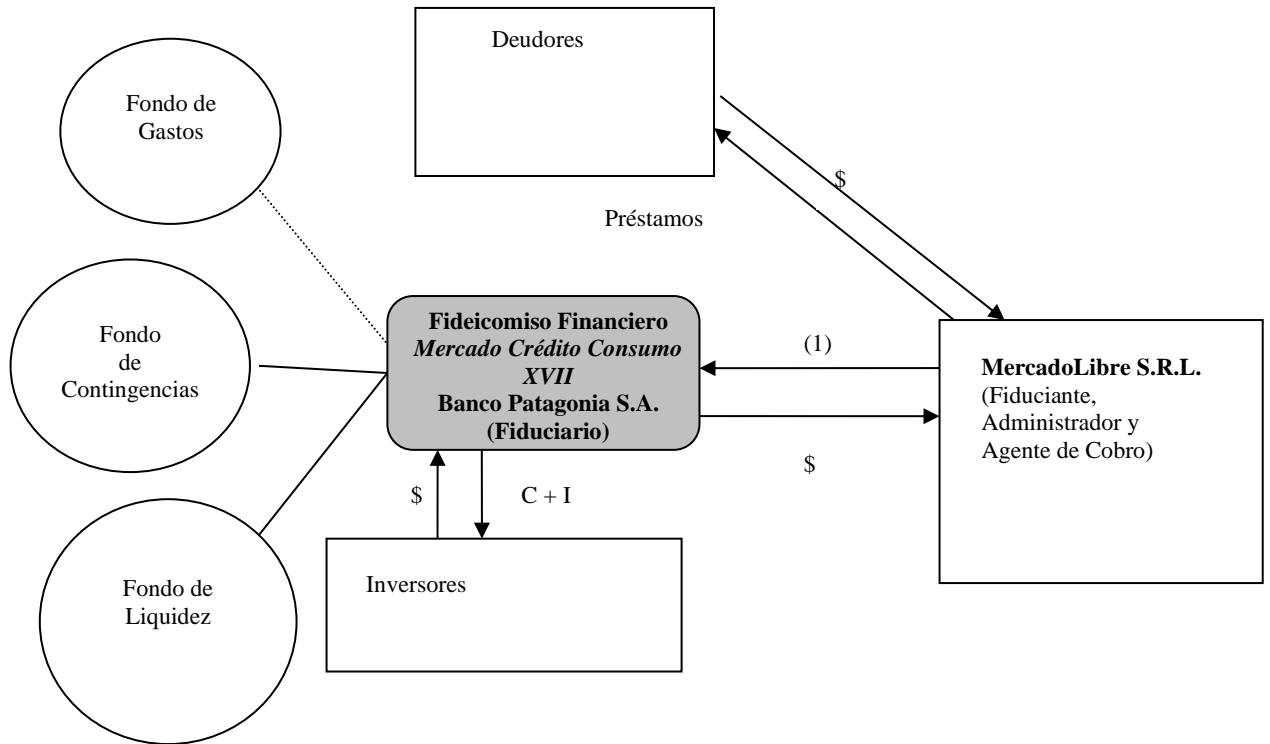 Deudores
Fondo de
Gastos
$
Préstamos
Fondo
de
Contingencias
Fideicomiso Financiero
Mercado Crédito Consumo
XVII
Banco Patagonia S.A.
(Fiduciario)
(1)
$
MercadoLibre S.R.L.
(Fiduciante,
Administrador y
Agente de Cobro)
$
C + I
Fondo de
Liquidez
Inversores